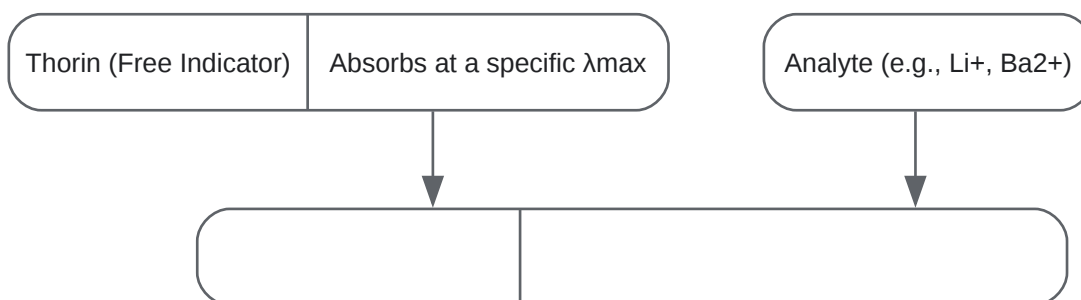 Thorin (Free Indicator)
Absorbs at a specific λmax
Analyte (e.g., Li+, Ba2+)